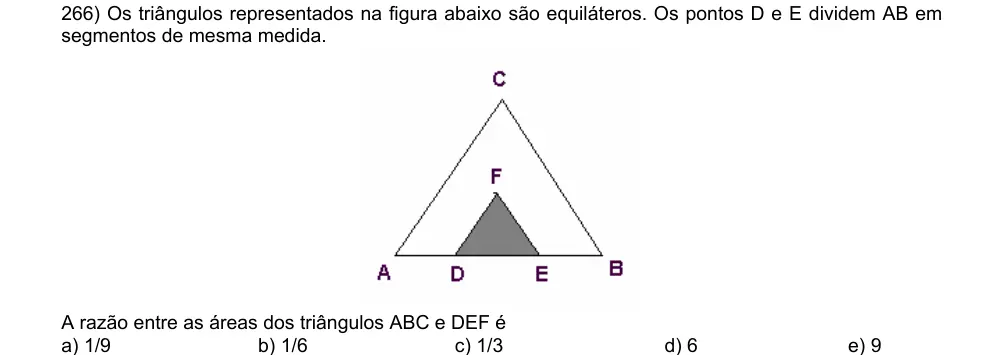 266) Os triângulos representados na figura abaixo são equiláteros. Os pontos D e E dividem AB em
segmentos de mesma medida.
C
F
A D E B
A razão entre as áreas dos triângulos ABC e DEF é
a) 1/9 b) 1/6 c) 1/3 d) 6 e) 9